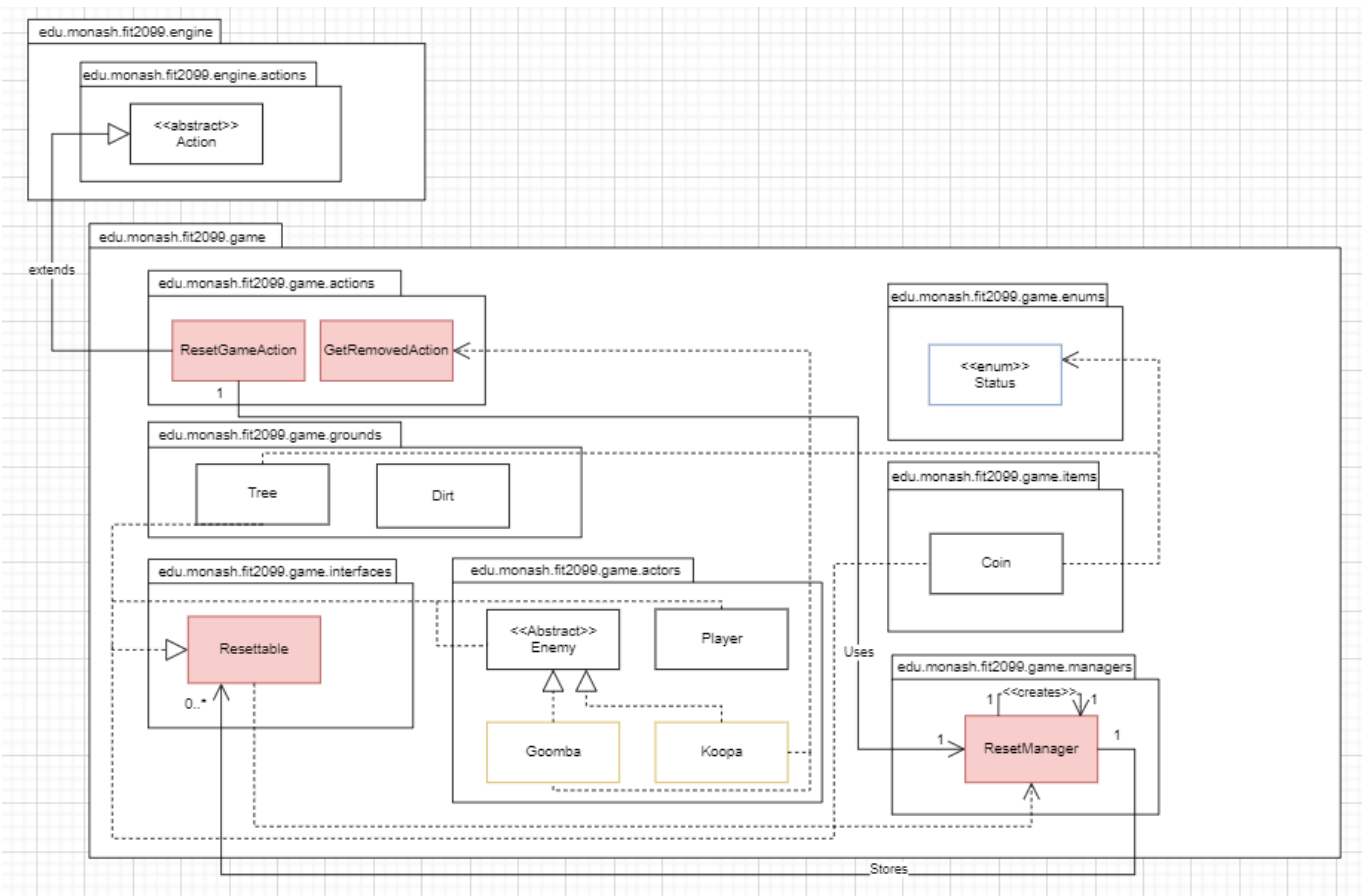 edu.monash.fit2099.engine
edu.monash.fit2099.engine.actions
<<abstract>>
Action
edu.monash.fit2099.game
extends
edu.monash.fit2099.game.actions
edu.monash.fit2099.game.enums
ResetGameAction
GetRemovedAction
<<enum>>
Status
1
edu.monash.fit2099.game.grounds
edu.monash.fit2099.game.items
Tree
Dirt
Coin
edu.monash.fit2099.game.interfaces
edu.monash.fit2099.game.actors
<<Abstract>>
Enemy
Player
Resettable
Uses
edu.monash.fit2099.game.managers
0..*
1
<<creates>>
1
Goomba
Koopa
1
ResetManager
1
Stores